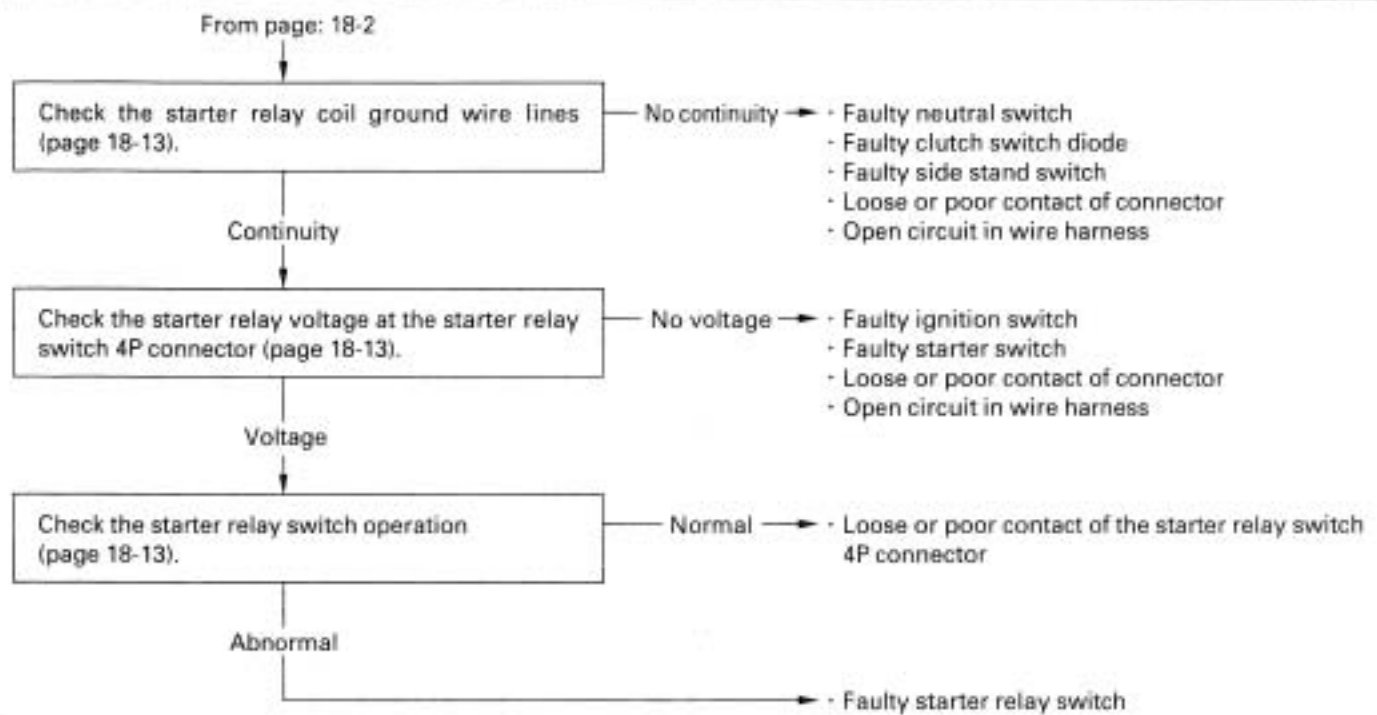 From page: 18-2
Check the starter relay coil ground wire lines
(page 18-13).
No continuity
· Faulty neutral switch
· Faulty clutch switch diode
· Faulty side stand switch
· Loose or poor contact of connector
· Open circuit in wire harness
Continuity
Check the starter relay voltage at the starter relay
switch 4P connector (page 18-13).
No voltage
· Faulty ignition switch
· Faulty starter switch
· Loose or poor contact of connector
· Open circuit in wire harness
Voltage
Check the starter relay switch operation
(page 18-13).
Normal
· Loose or poor contact of the starter relay switch
4P connector
Abnormal
· Faulty starter relay switch